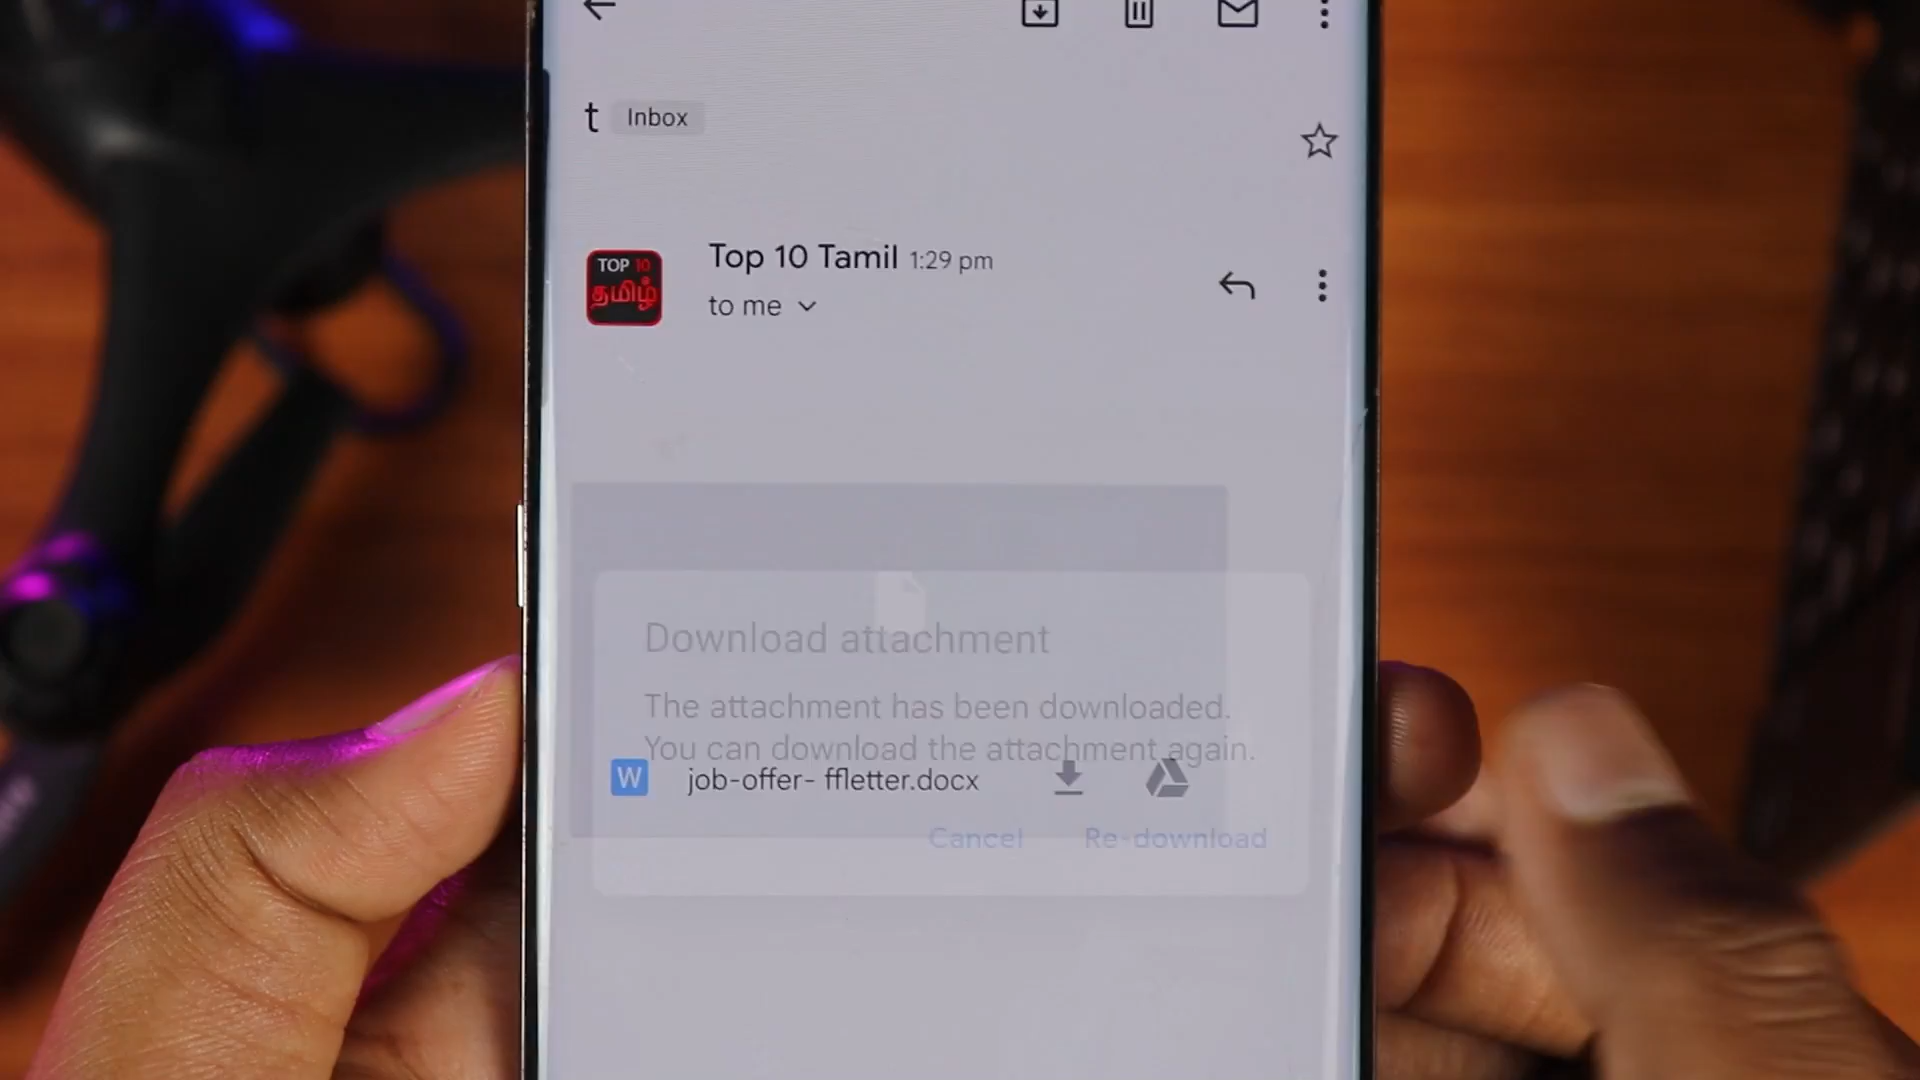 t Inbox
TOP 10
தமிழ்
Top 10 Tamil 1:29 pm
to me
Download attachment
The attachment has been downloaded.
You can download the attachment again.
W job-offer- ffletter.docx
Cancel Re-download